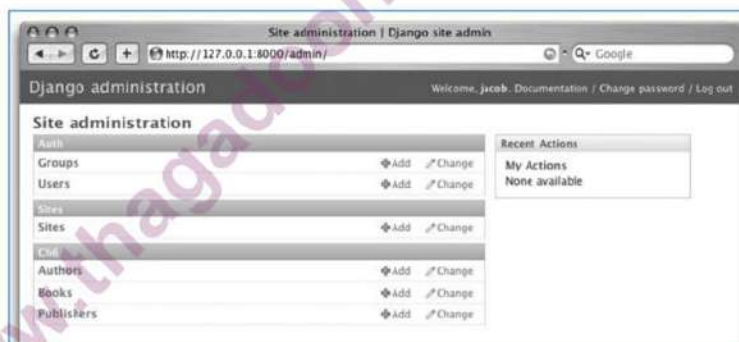 Site administration | Django site admin
http://127.0.0.1:8000/admin/
Google
Django administration
Welcome, jacob. Documentation / Change password / Log out
Site administration
Auth
Groups Add Change
Users Add Change
Sites
Sites Add Change
Ch6
Authors Add Change
Books Add Change
Publishers Add Change
Recent Actions
My Actions
None available